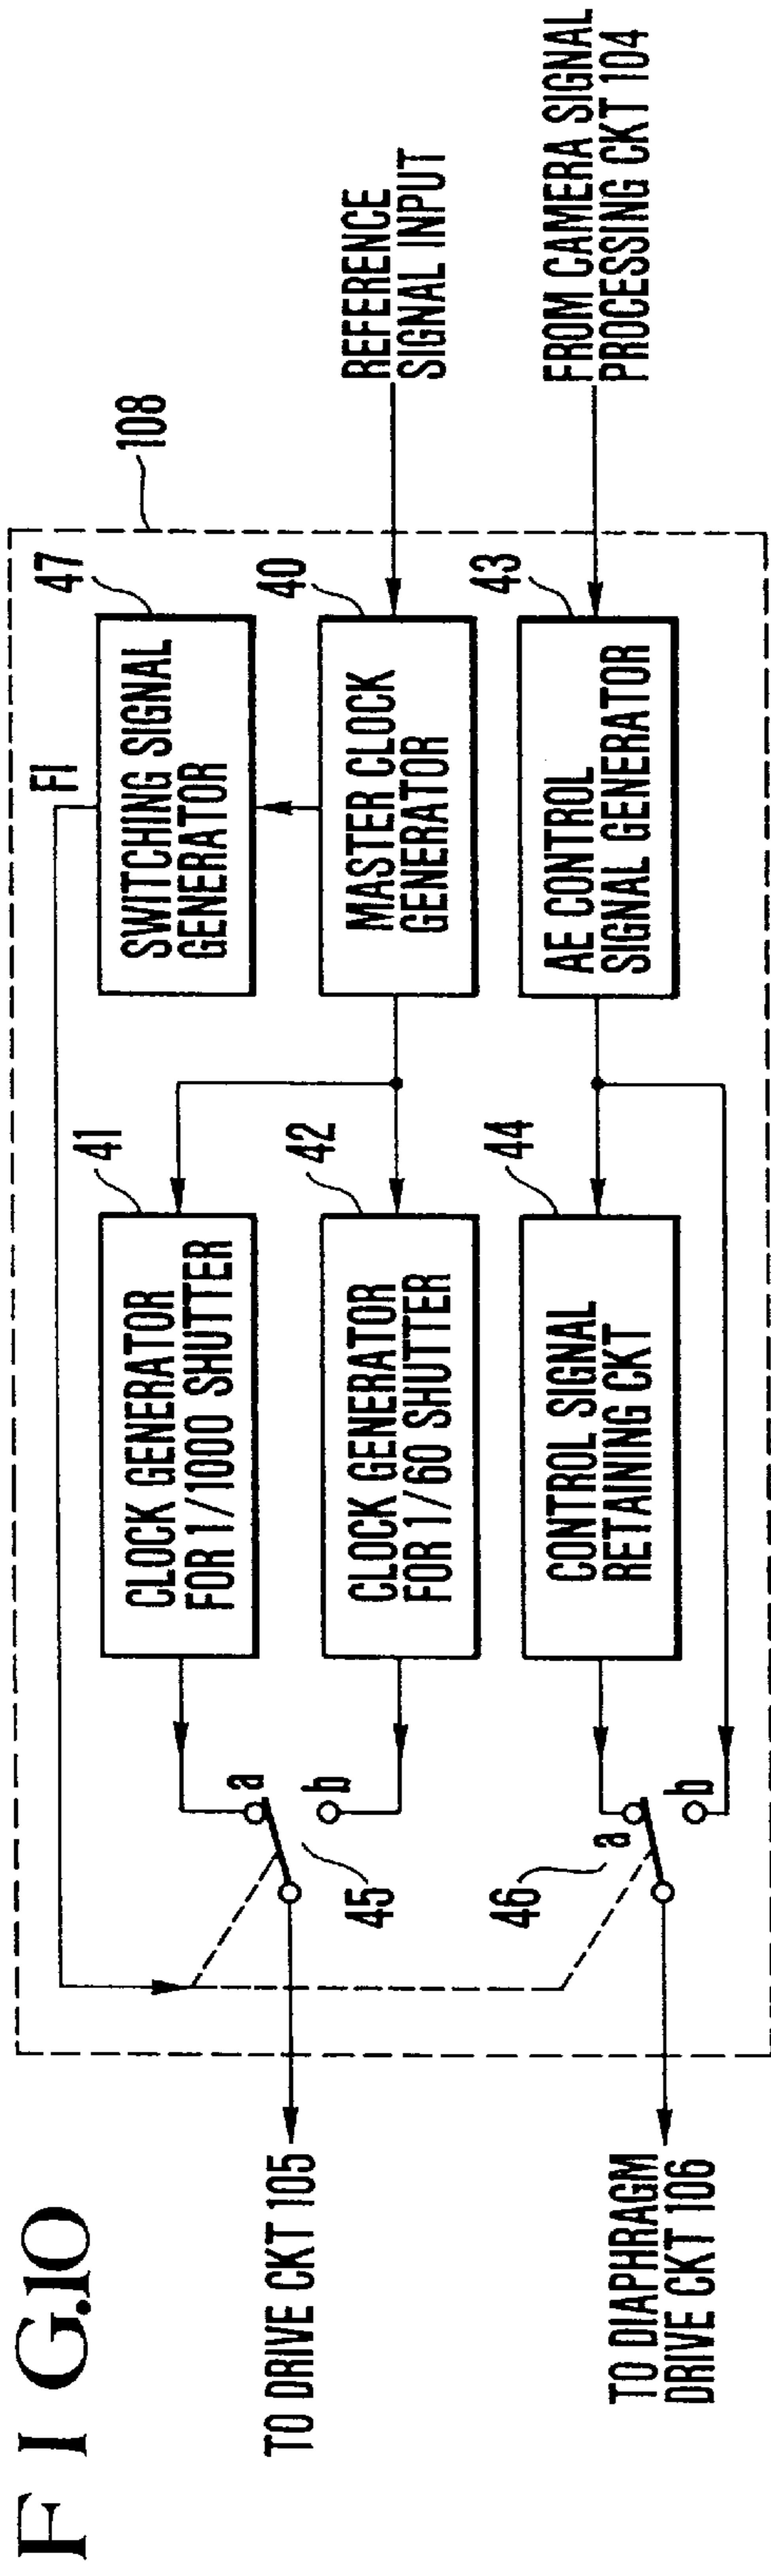 F I G.10
108
FI
47
SWITCHING SIGNAL
GENERATOR
41
CLOCK GENERATOR
FOR 1/1000 SHUTTER
40
MASTER CLOCK
GENERATOR
REFERENCE
SIGNAL INPUT
42
CLOCK GENERATOR
FOR 1/60 SHUTTER
a
b
45
TO DRIVE CKT 105
43
AE CONTROL
SIGNAL GENERATOR
FROM CAMERA SIGNAL
PROCESSING CKT 104
44
CONTROL SIGNAL
RETAINING CKT
46
a
b
TO DIAPHRAGM
DRIVE CKT 106